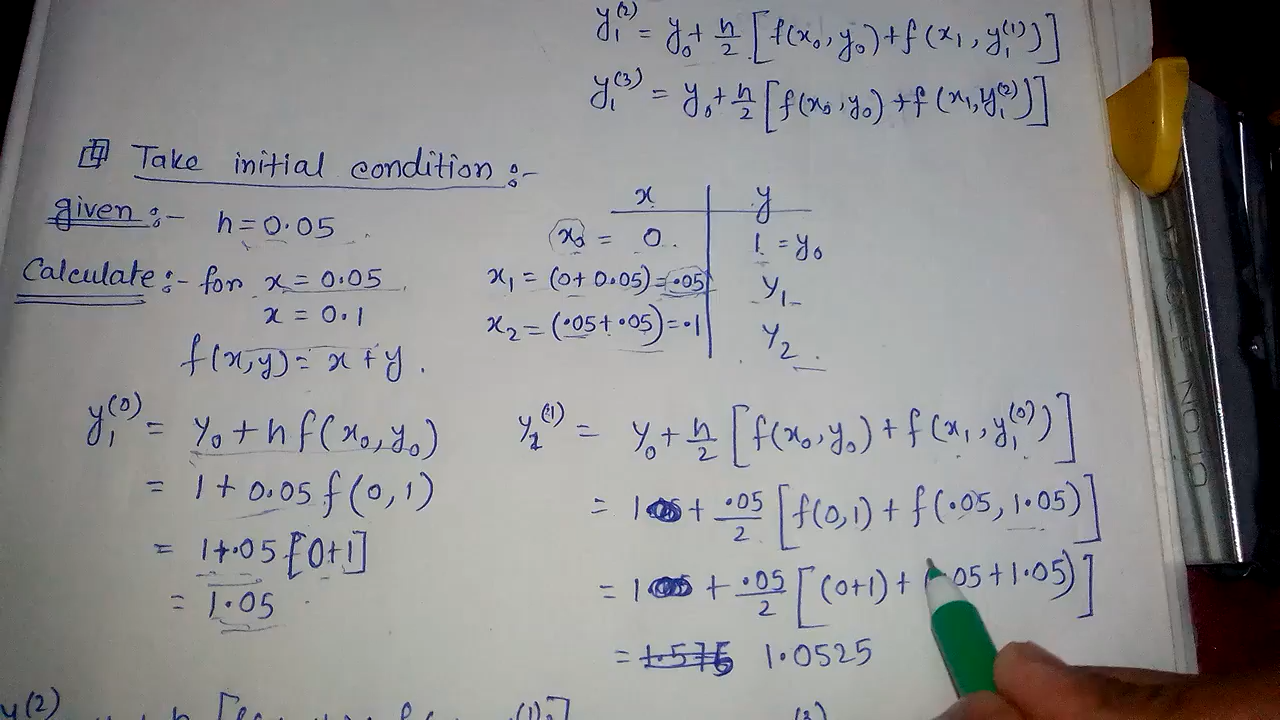 y₁⁽²⁾ = y₀ + h/2 [f(x₀, y₀) + f(x₁, y₁⁽¹⁾)]
y₁⁽³⁾ = y₀ + h/2 [f(x₀, y₀) + f(x₁, y₁⁽²⁾)]
Take initial condition :-
given :- h = 0.05
Calculate :- for x = 0.05
x = 0.1
f(x,y) = x + y .
x | y
x₀ = 0 | 1 = y₀
x₁ = (0 + 0.05) = .05 | y₁
x₂ = (.05 + .05) = .1 | y₂
y₁⁽⁰⁾ = y₀ + h f(x₀, y₀)
= 1 + 0.05 f(0, 1)
= 1 + .05 [0+1]
= 1.05
y₁⁽¹⁾ = y₀ + h/2 [f(x₀, y₀) + f(x₁, y₁⁽⁰⁾)]
= 1 + .05/2 [f(0,1) + f(.05, 1.05)]
= 1 + .05/2 [(0+1) + (.05 + 1.05)]
= 1.0525